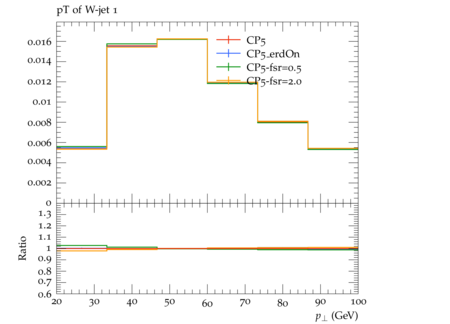 pT of W-jet 1
0.016
0.014
0.012
0.01
0.008
0.006
0.004
0.002
0
CP5
CP5_erdOn
CP5-fsr=0.5
CP5-fsr=2.0
Ratio
1.3
1.2
1.1
1
0.9
0.8
0.7
0.6
20 30 40 50 60 70 80 90 100
p⊥ (GeV)